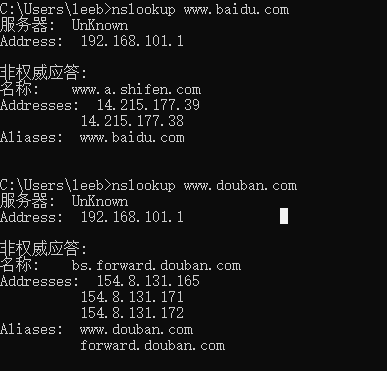 C:\Users\leeb>nslookup www.baidu.com
服务器:  UnKnown
Address:  192.168.101.1
非权威应答:
名称:    www.a.shifen.com
Addresses:  14.215.177.39
14.215.177.38
Aliases:  www.baidu.com
C:\Users\leeb>nslookup www.douban.com
服务器:  UnKnown
Address:  192.168.101.1
非权威应答:
名称:    bs.forward.douban.com
Addresses:  154.8.131.165
154.8.131.171
154.8.131.172
Aliases:  www.douban.com
forward.douban.com